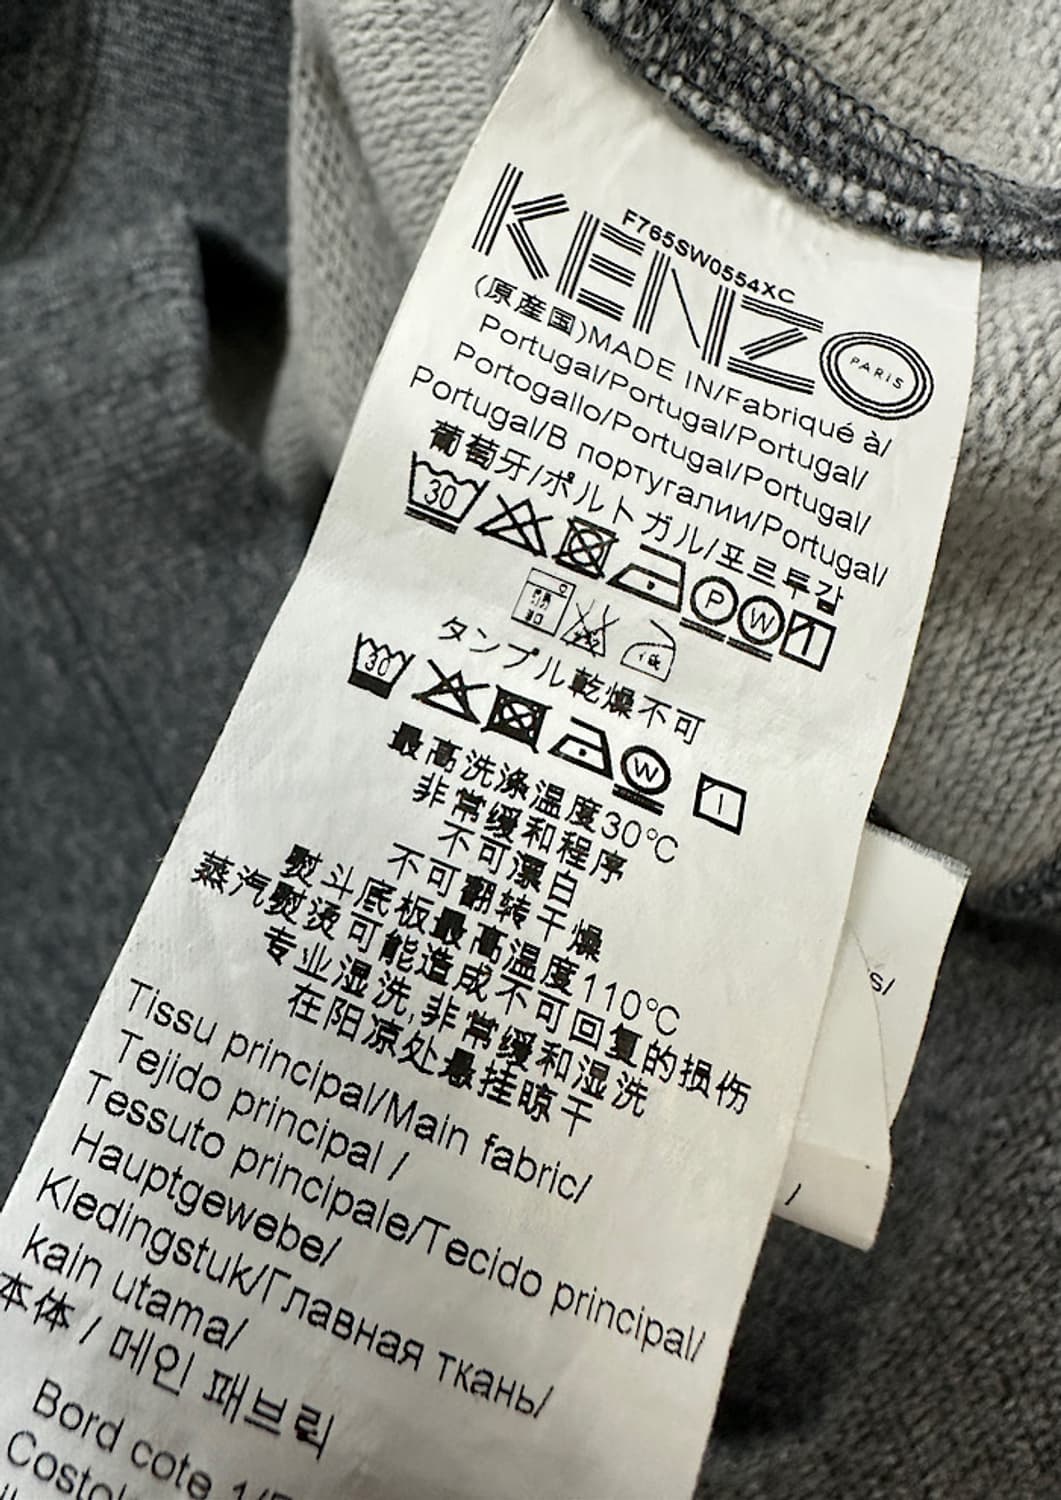 F765SW0554XC
KENZO
PARIS
(原産国)MADE IN/Fabriqué à/
Portugal/Portugal/Portugal/
Portogallo/Portugal/Portugal/
Portugal/В португалии/Portugal/
葡萄牙/ポルトガル/포르투갈
30
P
W
1
タンブル乾燥不可
30
W
1
最高洗涤温度30°C
非常缓和程序
不可漂白
不可翻转干燥
熨斗底板最高温度110°C
蒸汽熨烫可能造成不可回复的损伤
专业湿洗,非常缓和湿洗
在阳凉处悬挂晾干
Tissu principal/Main fabric/
Tejido principal /
Tessuto principale/Tecido principal/
Hauptgewebe/
Kledingstuk/Главная ткань/
kain utama/
本体 / 메인 패브릭
Bord cote
s/
/